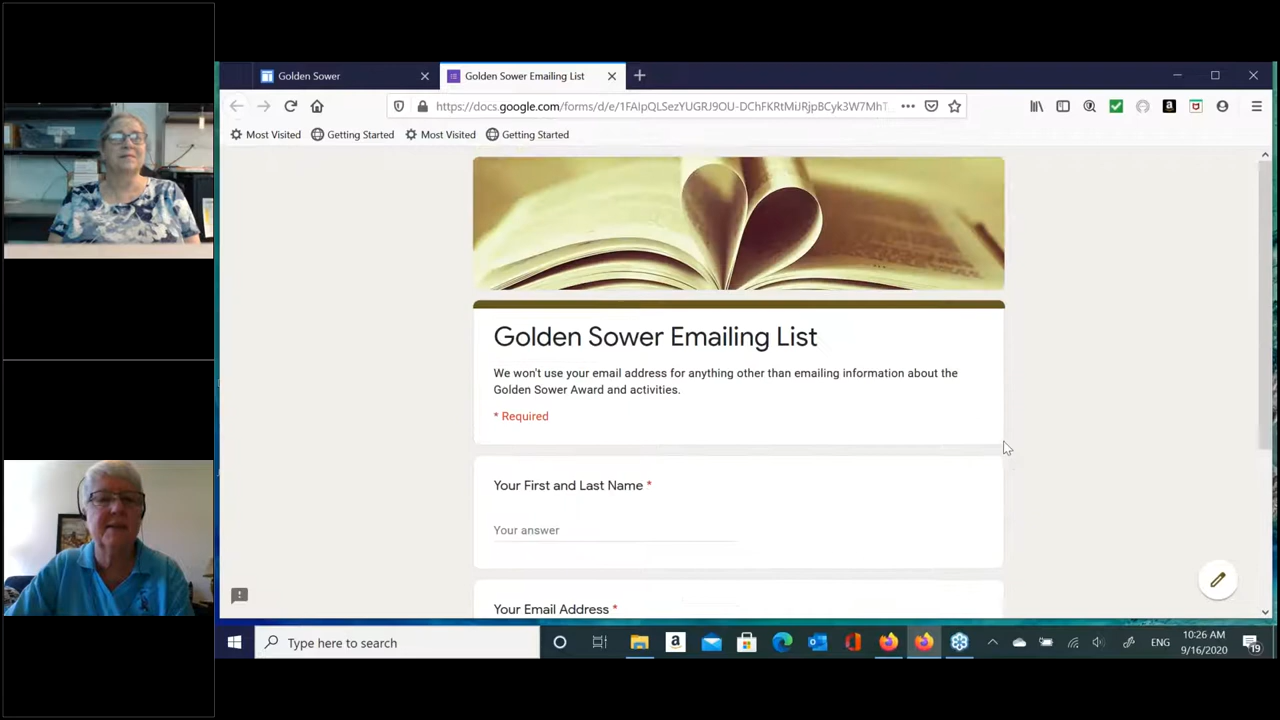 Golden Sower
Golden Sower Emailing List
https://docs.google.com/forms/d/e/1FAIpQLSezYUGRJ9OU-DChFKRtMiJRjpBCyk3W7MhT
Most Visited
Getting Started
Most Visited
Getting Started
Golden Sower Emailing List
We won't use your email address for anything other than emailing information about the
Golden Sower Award and activities.
* Required
Your First and Last Name *
Your answer
Your Email Address *
Type here to search
ENG
10:26 AM
9/16/2020
19